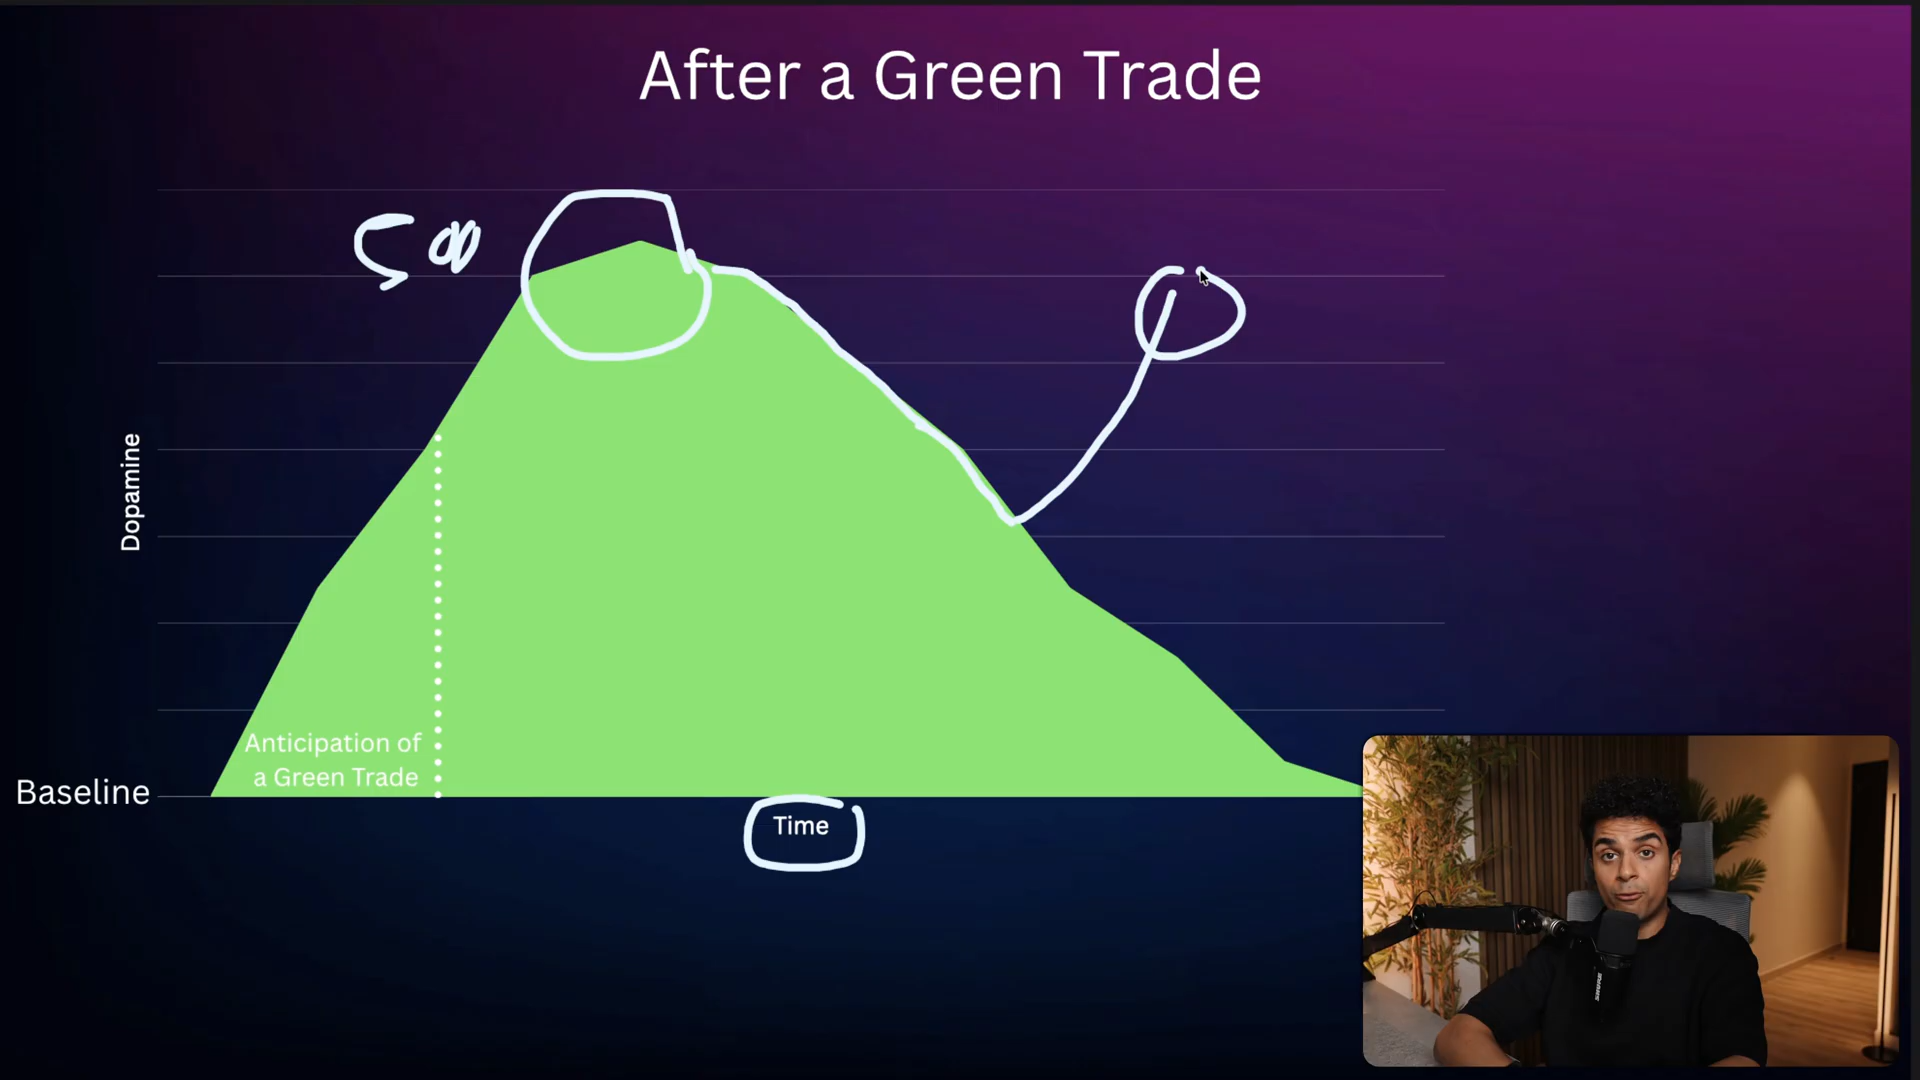 After a Green Trade
500
Dopamine
Anticipation of
a Green Trade
Baseline
Time